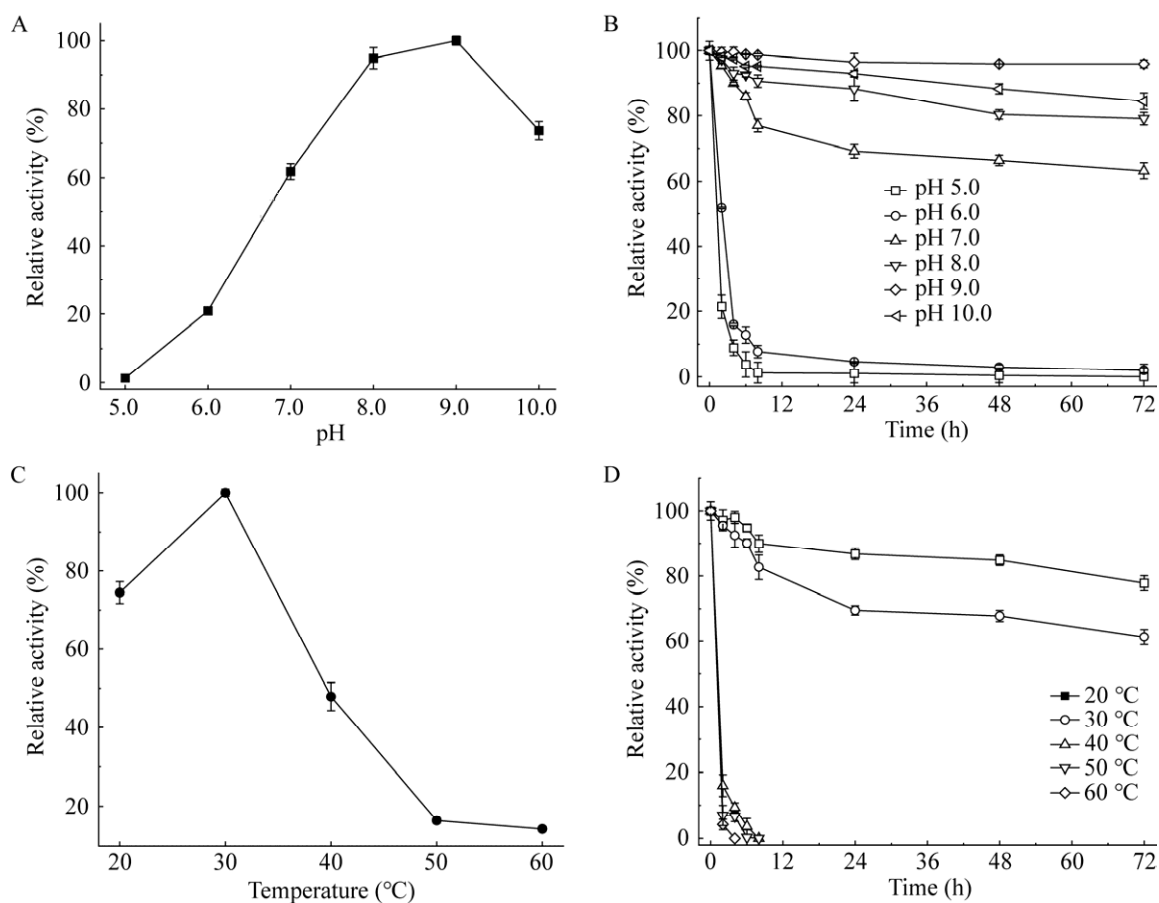 A
Relative activity (%)
100
80
60
40
20
0
5.0 6.0 7.0 8.0 9.0 10.0
pH
B
Relative activity (%)
100
80
60
40
20
0
pH 5.0
pH 6.0
pH 7.0
pH 8.0
pH 9.0
pH 10.0
0 12 24 36 48 60 72
Time (h)
C
Relative activity (%)
100
80
60
40
20
20 30 40 50 60
Temperature (℃)
D
Relative activity (%)
100
80
60
40
20
0
20 ℃
30 ℃
40 ℃
50 ℃
60 ℃
0 12 24 36 48 60 72
Time (h)